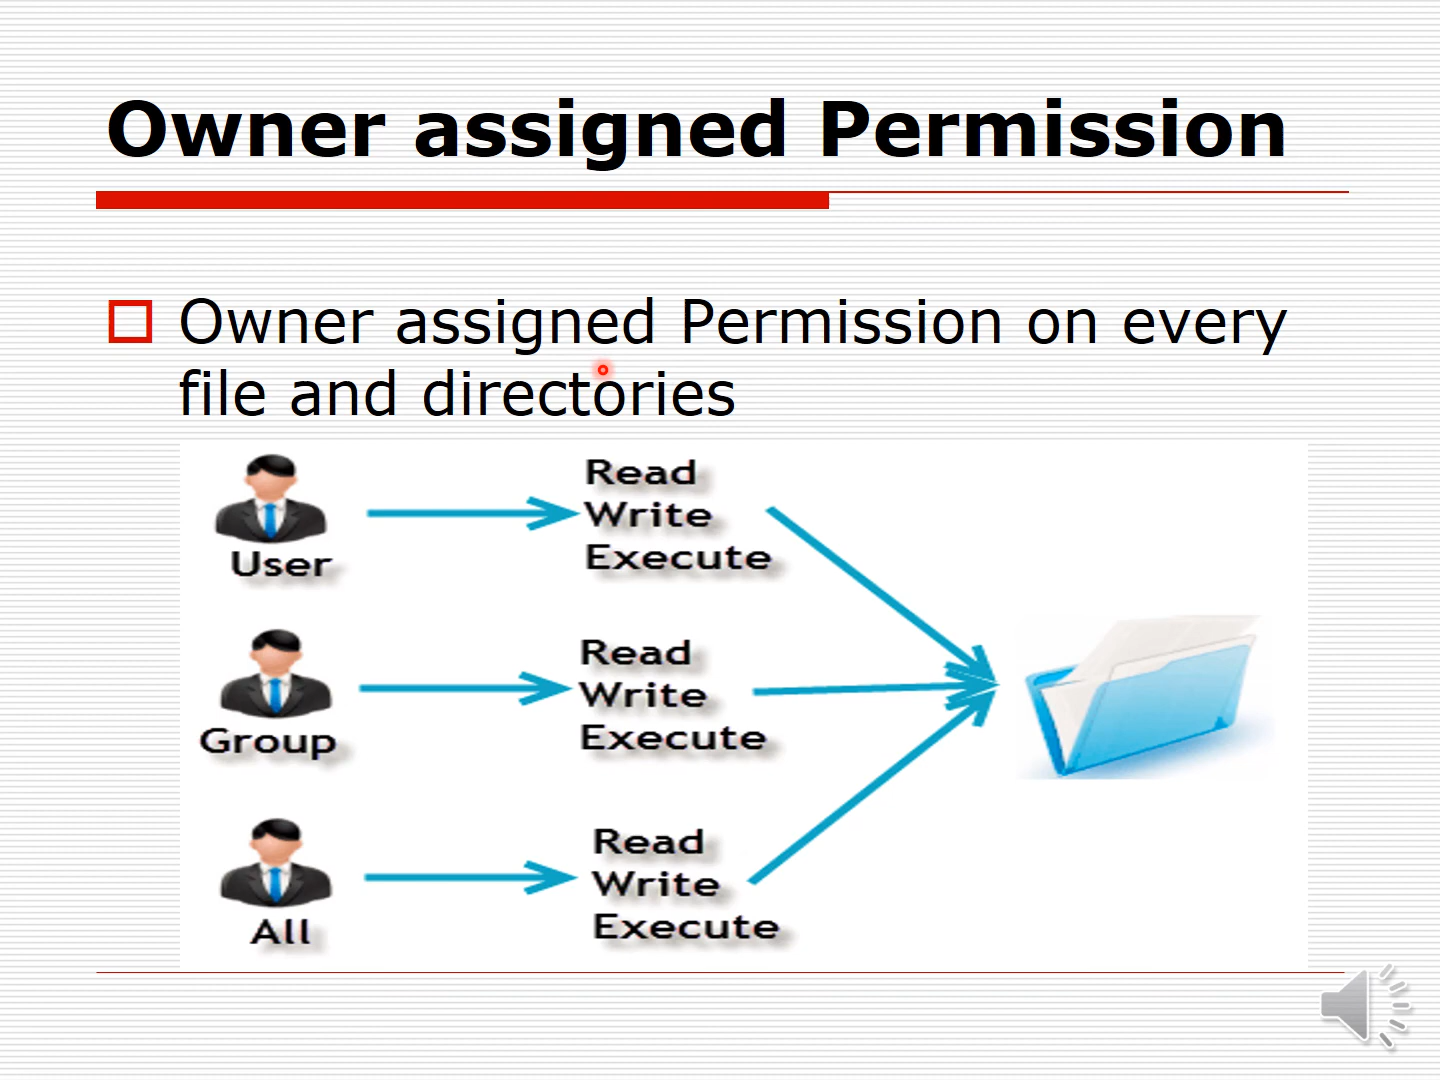 Owner assigned Permission
Owner assigned Permission on every
file and directories
User
Read
Write
Execute
Group
Read
Write
Execute
All
Read
Write
Execute